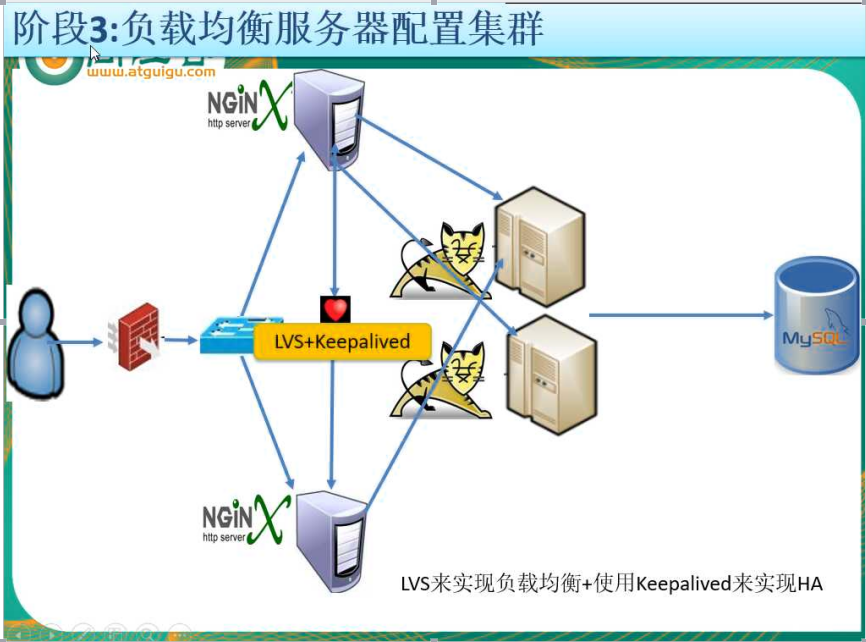 阶段3:负载均衡服务器配置集群
www.atguigu.com
NGiNX
http server
LVS+Keepalived
MySQL
NGiNX
http server
LVS来实现负载均衡+使用Keepalived来实现HA